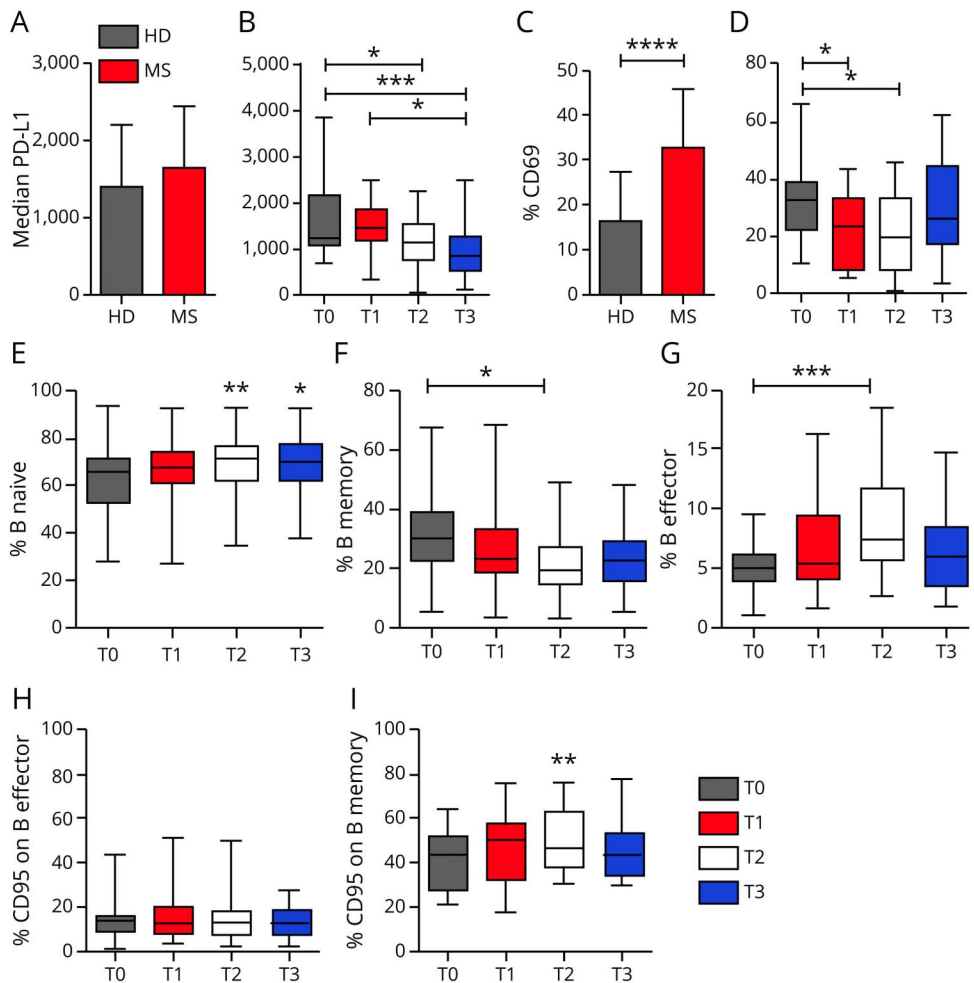 A
HD
MS
Median PD-L1
3,000
2,000
1,000
0
HD MS
B
*
***
*
5,000
4,000
3,000
2,000
1,000
0
T0 T1 T2 T3
C
****
% CD69
50
40
30
20
10
0
HD MS
D
*
*
80
60
40
20
0
T0 T1 T2 T3
E
** *
% B naive
100
80
60
40
20
0
T0 T1 T2 T3
F
*
% B memory
80
60
40
20
0
T0 T1 T2 T3
G
***
% B effector
20
15
10
5
0
T0 T1 T2 T3
H
% CD95 on B effector
100
80
60
40
20
0
T0 T1 T2 T3
I
**
% CD95 on B memory
100
80
60
40
20
0
T0 T1 T2 T3
T0
T1
T2
T3